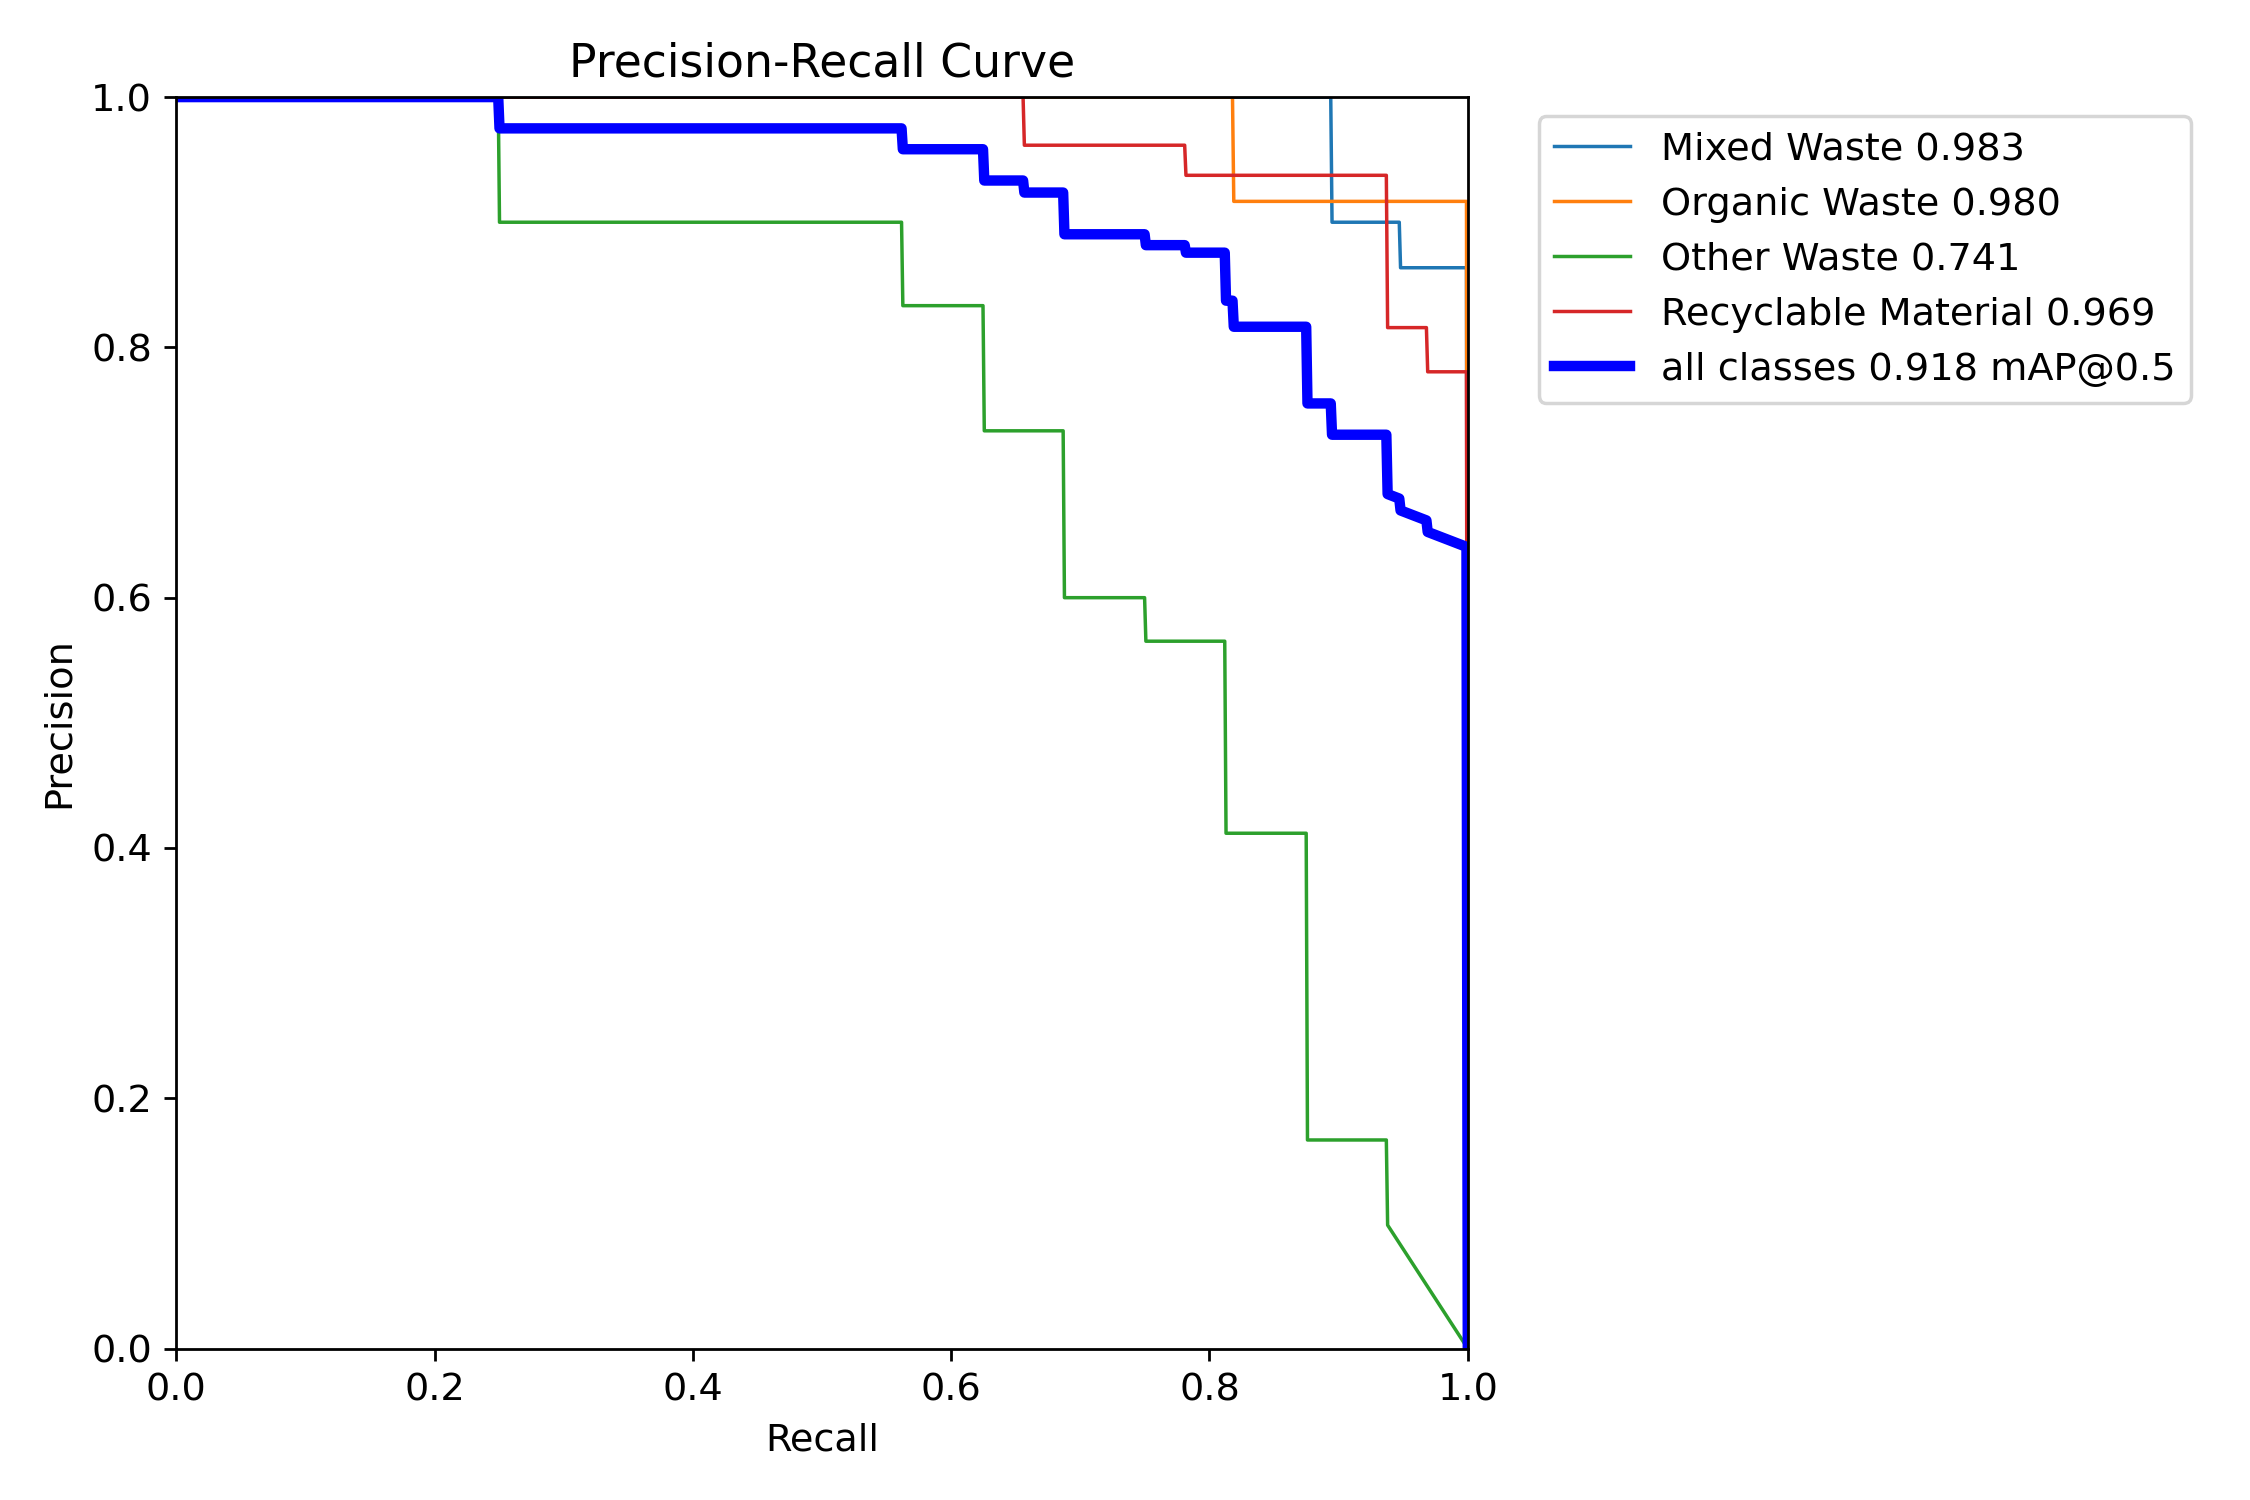 Precision-Recall Curve
1.0
0.8
0.6
0.4
0.2
0.0
Precision
0.0 0.2 0.4 0.6 0.8 1.0
Recall
Mixed Waste 0.983
Organic Waste 0.980
Other Waste 0.741
Recyclable Material 0.969
all classes 0.918 mAP@0.5